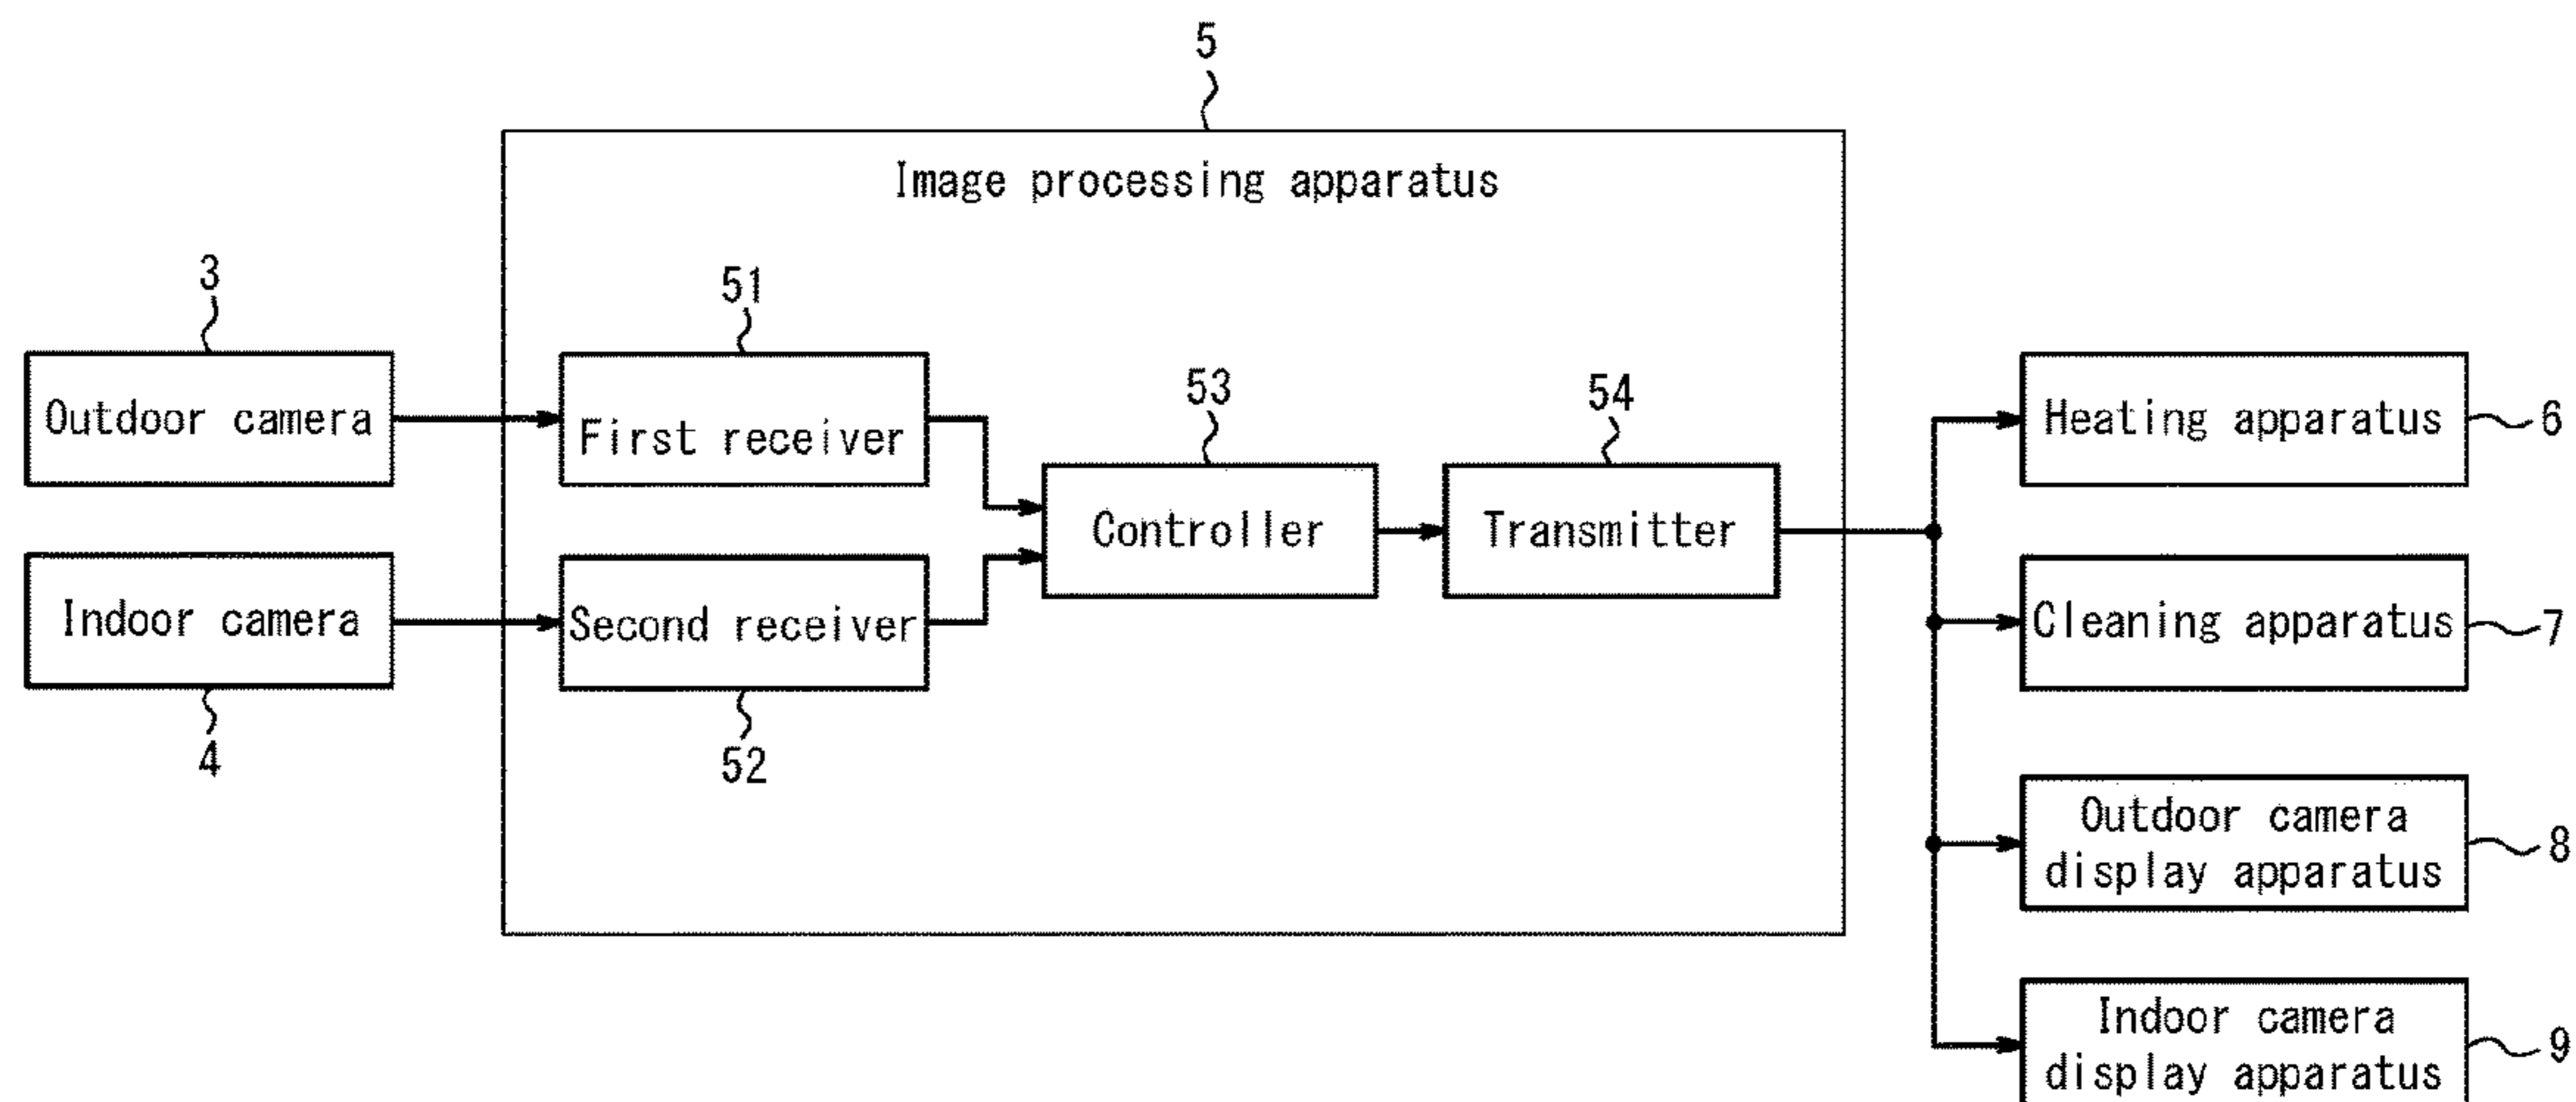 5
Image processing apparatus
3
51
Outdoor camera
First receiver
53
54
Heating apparatus
6
Controller
Transmitter
Indoor camera
Second receiver
Cleaning apparatus
7
4
52
Outdoor camera
display apparatus
8
Indoor camera
display apparatus
9